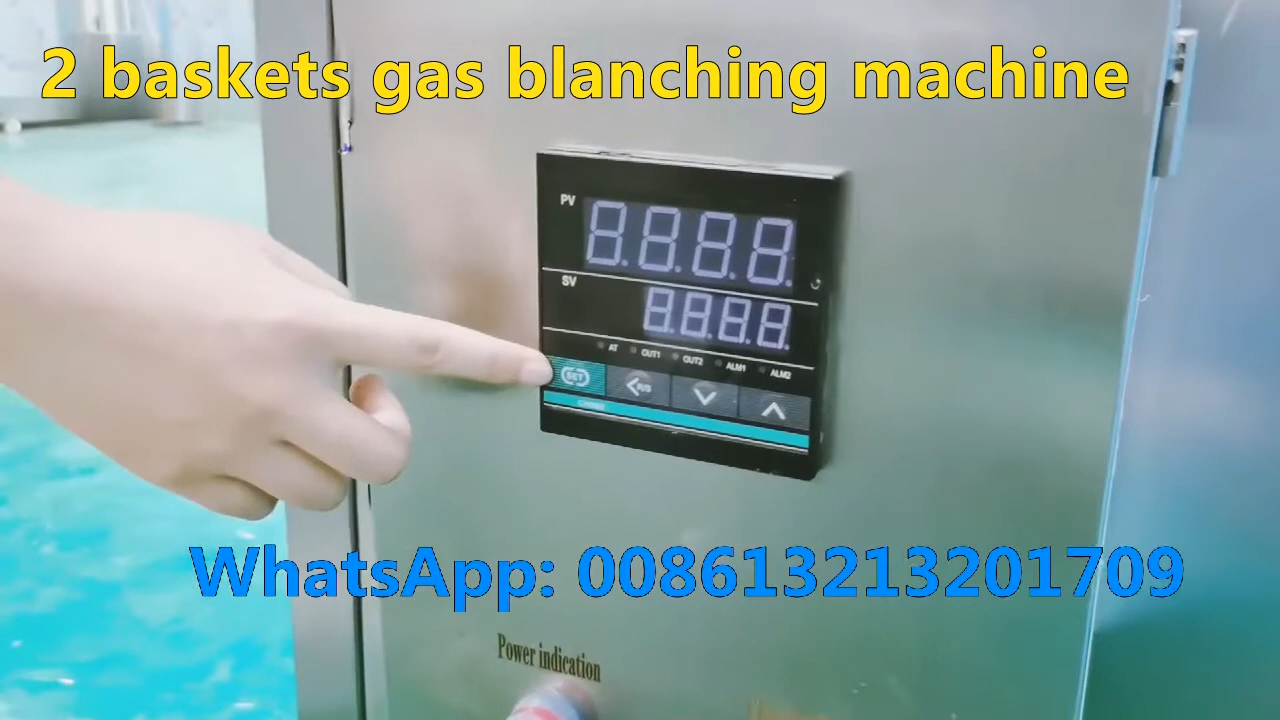 2 baskets gas blanching machine
PV
8.8.8.8.
SV
8.8.8.8.
AT OUT1 OUT2 ALM1 ALM2
SET
WhatsApp: 008613213201709
Power indication